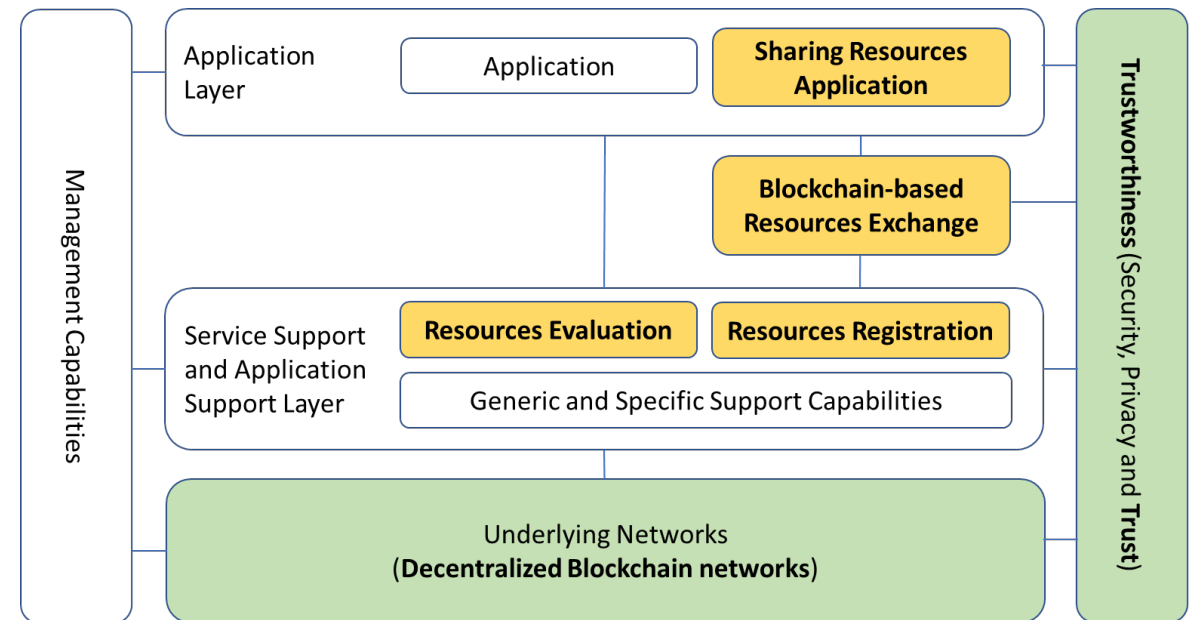 Management Capabilities
Application
Layer
Application
Sharing Resources
Application
Blockchain-based
Resources Exchange
Service Support
and Application
Support Layer
Resources Evaluation
Resources Registration
Generic and Specific Support Capabilities
Underlying Networks
(Decentralized Blockchain networks)
Trustworthiness (Security, Privacy and Trust)